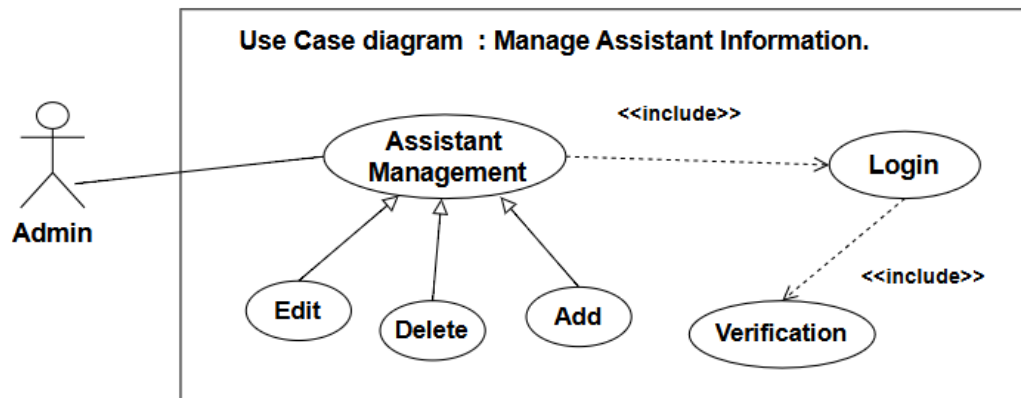 Use Case diagram : Manage Assistant Information.
<<include>>
Assistant
Management
Login
Admin
<<include>>
Edit
Delete
Add
Verification